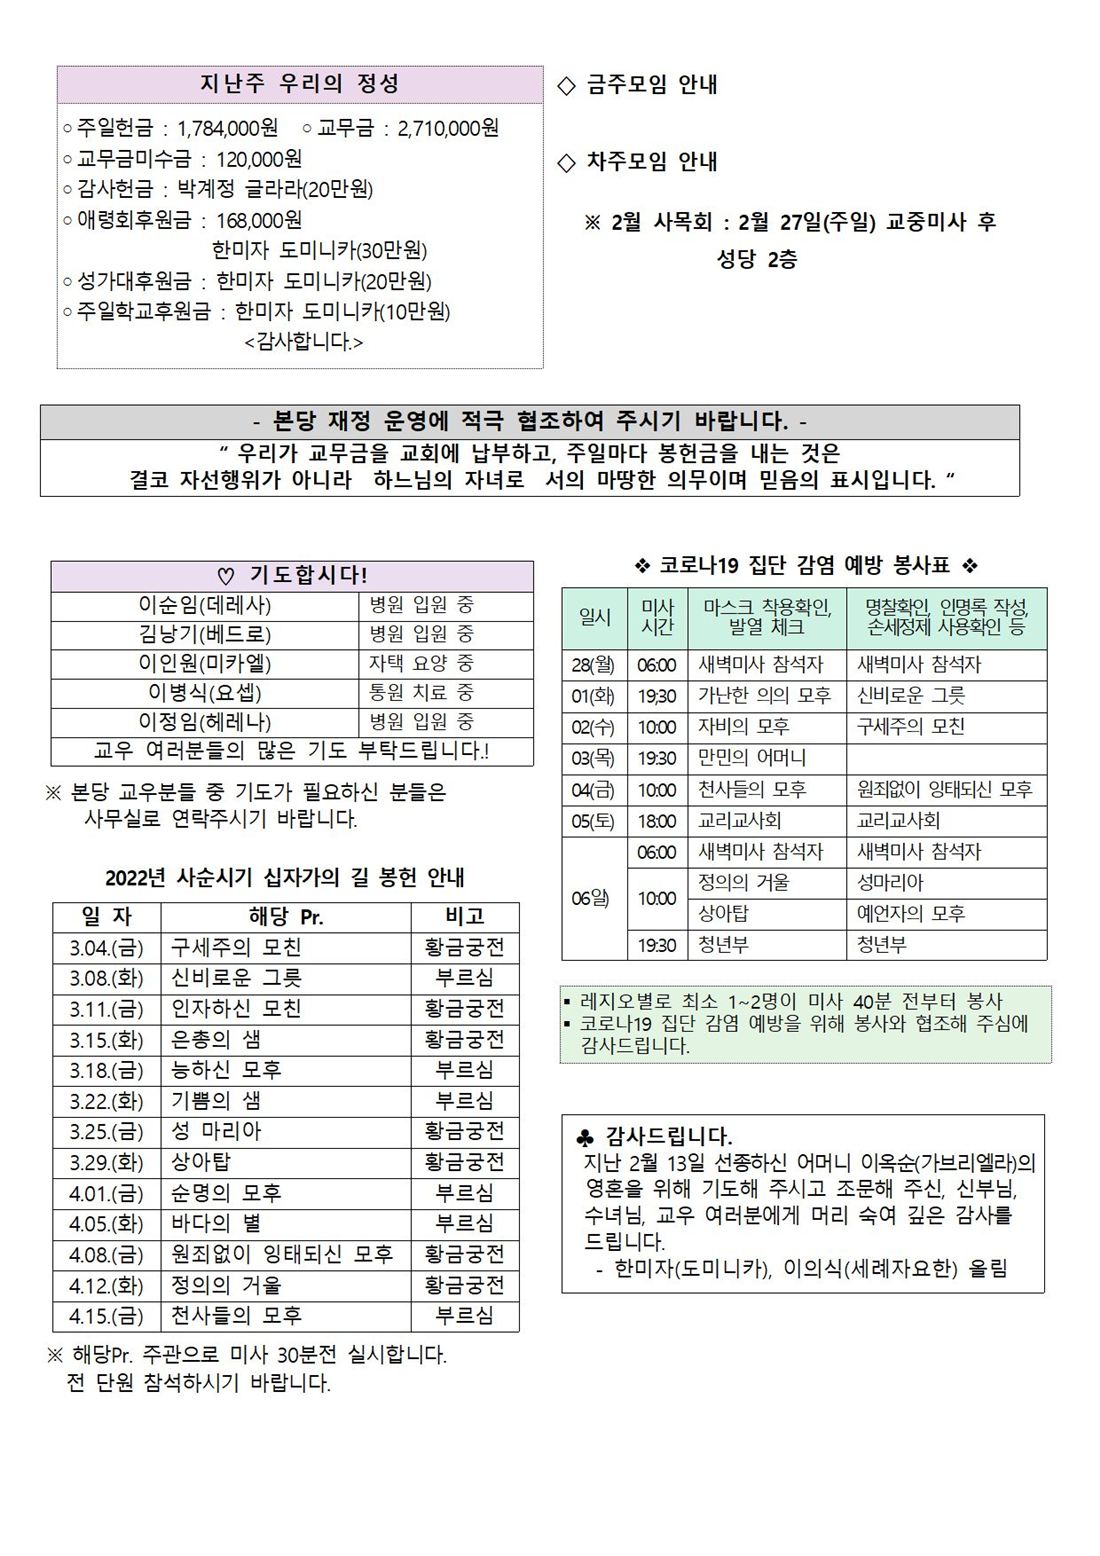 지난주 우리의 정성
○ 주일헌금 : 1,784,000원 ○ 교무금 : 2,710,000원
○ 교무금미수금 : 120,000원
○ 감사헌금 : 박계정 글라라(20만원)
○ 애령회후원금 : 168,000원
한미자 도미니카(30만원)
○ 성가대후원금 : 한미자 도미니카(20만원)
○ 주일학교후원금 : 한미자 도미니카(10만원)
<감사합니다.>
◇ 금주모임 안내
◇ 차주모임 안내
※ 2월 사목회 : 2월 27일(주일) 교중미사 후
성당 2층
- 본당 재정 운영에 적극 협조하여 주시기 바랍니다. -
“ 우리가 교무금을 교회에 납부하고, 주일마다 봉헌금을 내는 것은
결코 자선행위가 아니라 하느님의 자녀로 서의 마땅한 의무이며 믿음의 표시입니다. “
♡ 기도합시다!
이순임(데레사) 병원 입원 중
김낭기(베드로) 병원 입원 중
이인원(미카엘) 자택 요양 중
이병식(요셉) 통원 치료 중
이정임(헤레나) 병원 입원 중
교우 여러분들의 많은 기도 부탁드립니다.!
※ 본당 교우분들 중 기도가 필요하신 분들은
사무실로 연락주시기 바랍니다.
2022년 사순시기 십자가의 길 봉헌 안내
일 자 해당 Pr. 비고
3.04.(금) 구세주의 모친 황금궁전
3.08.(화) 신비로운 그릇 부르심
3.11.(금) 인자하신 모친 황금궁전
3.15.(화) 은총의 샘 황금궁전
3.18.(금) 능하신 모후 부르심
3.22.(화) 기쁨의 샘 부르심
3.25.(금) 성 마리아 황금궁전
3.29.(화) 상아탑 황금궁전
4.01.(금) 순명의 모후 부르심
4.05.(화) 바다의 별 부르심
4.08.(금) 원죄없이 잉태되신 모후 황금궁전
4.12.(화) 정의의 거울 황금궁전
4.15.(금) 천사들의 모후 부르심
※ 해당Pr. 주관으로 미사 30분전 실시합니다.
전 단원 참석하시기 바랍니다.
❖ 코로나19 집단 감염 예방 봉사표 ❖
일시 미사 시간 마스크 착용확인, 발열 체크 명찰확인, 인명록 작성, 손세정제 사용확인 등
28(월) 06:00 새벽미사 참석자 새벽미사 참석자
01(화) 19;30 가난한 의의 모후 신비로운 그릇
02(수) 10:00 자비의 모후 구세주의 모친
03(목) 19:30 만민의 어머니
04(금) 10:00 천사들의 모후 원죄없이 잉태되신 모후
05(토) 18:00 교리교사회 교리교사회
06일) 06:00 새벽미사 참석자 새벽미사 참석자
10:00 정의의 거울 성마리아
상아탑 예언자의 모후
19:30 청년부 청년부
▪ 레지오별로 최소 1~2명이 미사 40분 전부터 봉사
▪ 코로나19 집단 감염 예방을 위해 봉사와 협조해 주심에
감사드립니다.
♣ 감사드립니다.
지난 2월 13일 선종하신 어머니 이옥순(가브리엘라)의
영혼을 위해 기도해 주시고 조문해 주신, 신부님,
수녀님, 교우 여러분에게 머리 숙여 깊은 감사를
드립니다.
- 한미자(도미니카), 이의식(세례자요한) 올림